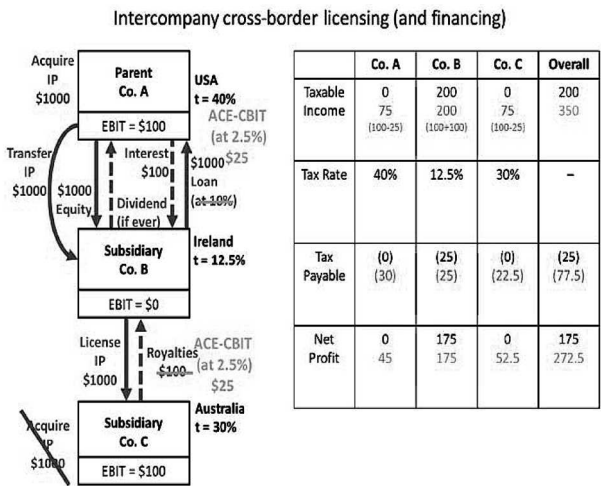 Intercompany cross-border licensing (and financing)
Acquire
IP
$1000
Parent
Co. A
USA
t = 40%
EBIT = $100
ACE-CBIT
(at 2.5%)
$25
Transfer
IP
$1000
$1000
Equity
Interest
$100
Dividend
(if ever)
$1000
Loan
(at 10%)
Subsidiary
Co. B
Ireland
t = 12.5%
EBIT = $0
License
IP
$1000
Royalties
$100
ACE-CBIT
(at 2.5%)
$25
Acquire
IP
$1000
Subsidiary
Co. C
Australia
t = 30%
EBIT = $100
Co. A Co. B Co. C Overall
Taxable 0 200 0 200
Income 75 200 75 350
(100-25) (100+100) (100-25)
Tax Rate 40% 12.5% 30% –
Tax (0) (25) (0) (25)
Payable (30) (25) (22.5) (77.5)
Net 0 175 0 175
Profit 45 175 52.5 272.5